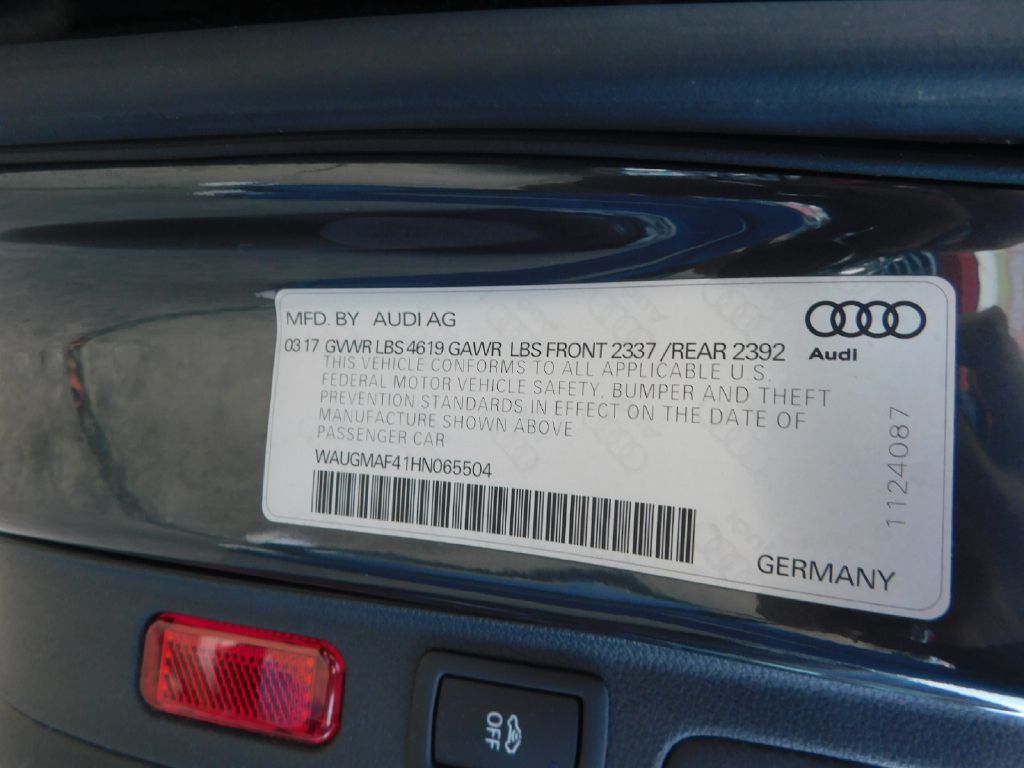 MFD. BY AUDI AG
Audi
0317 GVWR LBS 4619 GAWR LBS FRONT 2337 /REAR 2392
THIS VEHICLE CONFORMS TO ALL APPLICABLE U.S.
FEDERAL MOTOR VEHICLE SAFETY, BUMPER AND THEFT
PREVENTION STANDARDS IN EFFECT ON THE DATE OF
MANUFACTURE SHOWN ABOVE
PASSENGER CAR
WAUGMAF41HN065504
1124087
GERMANY
OFF